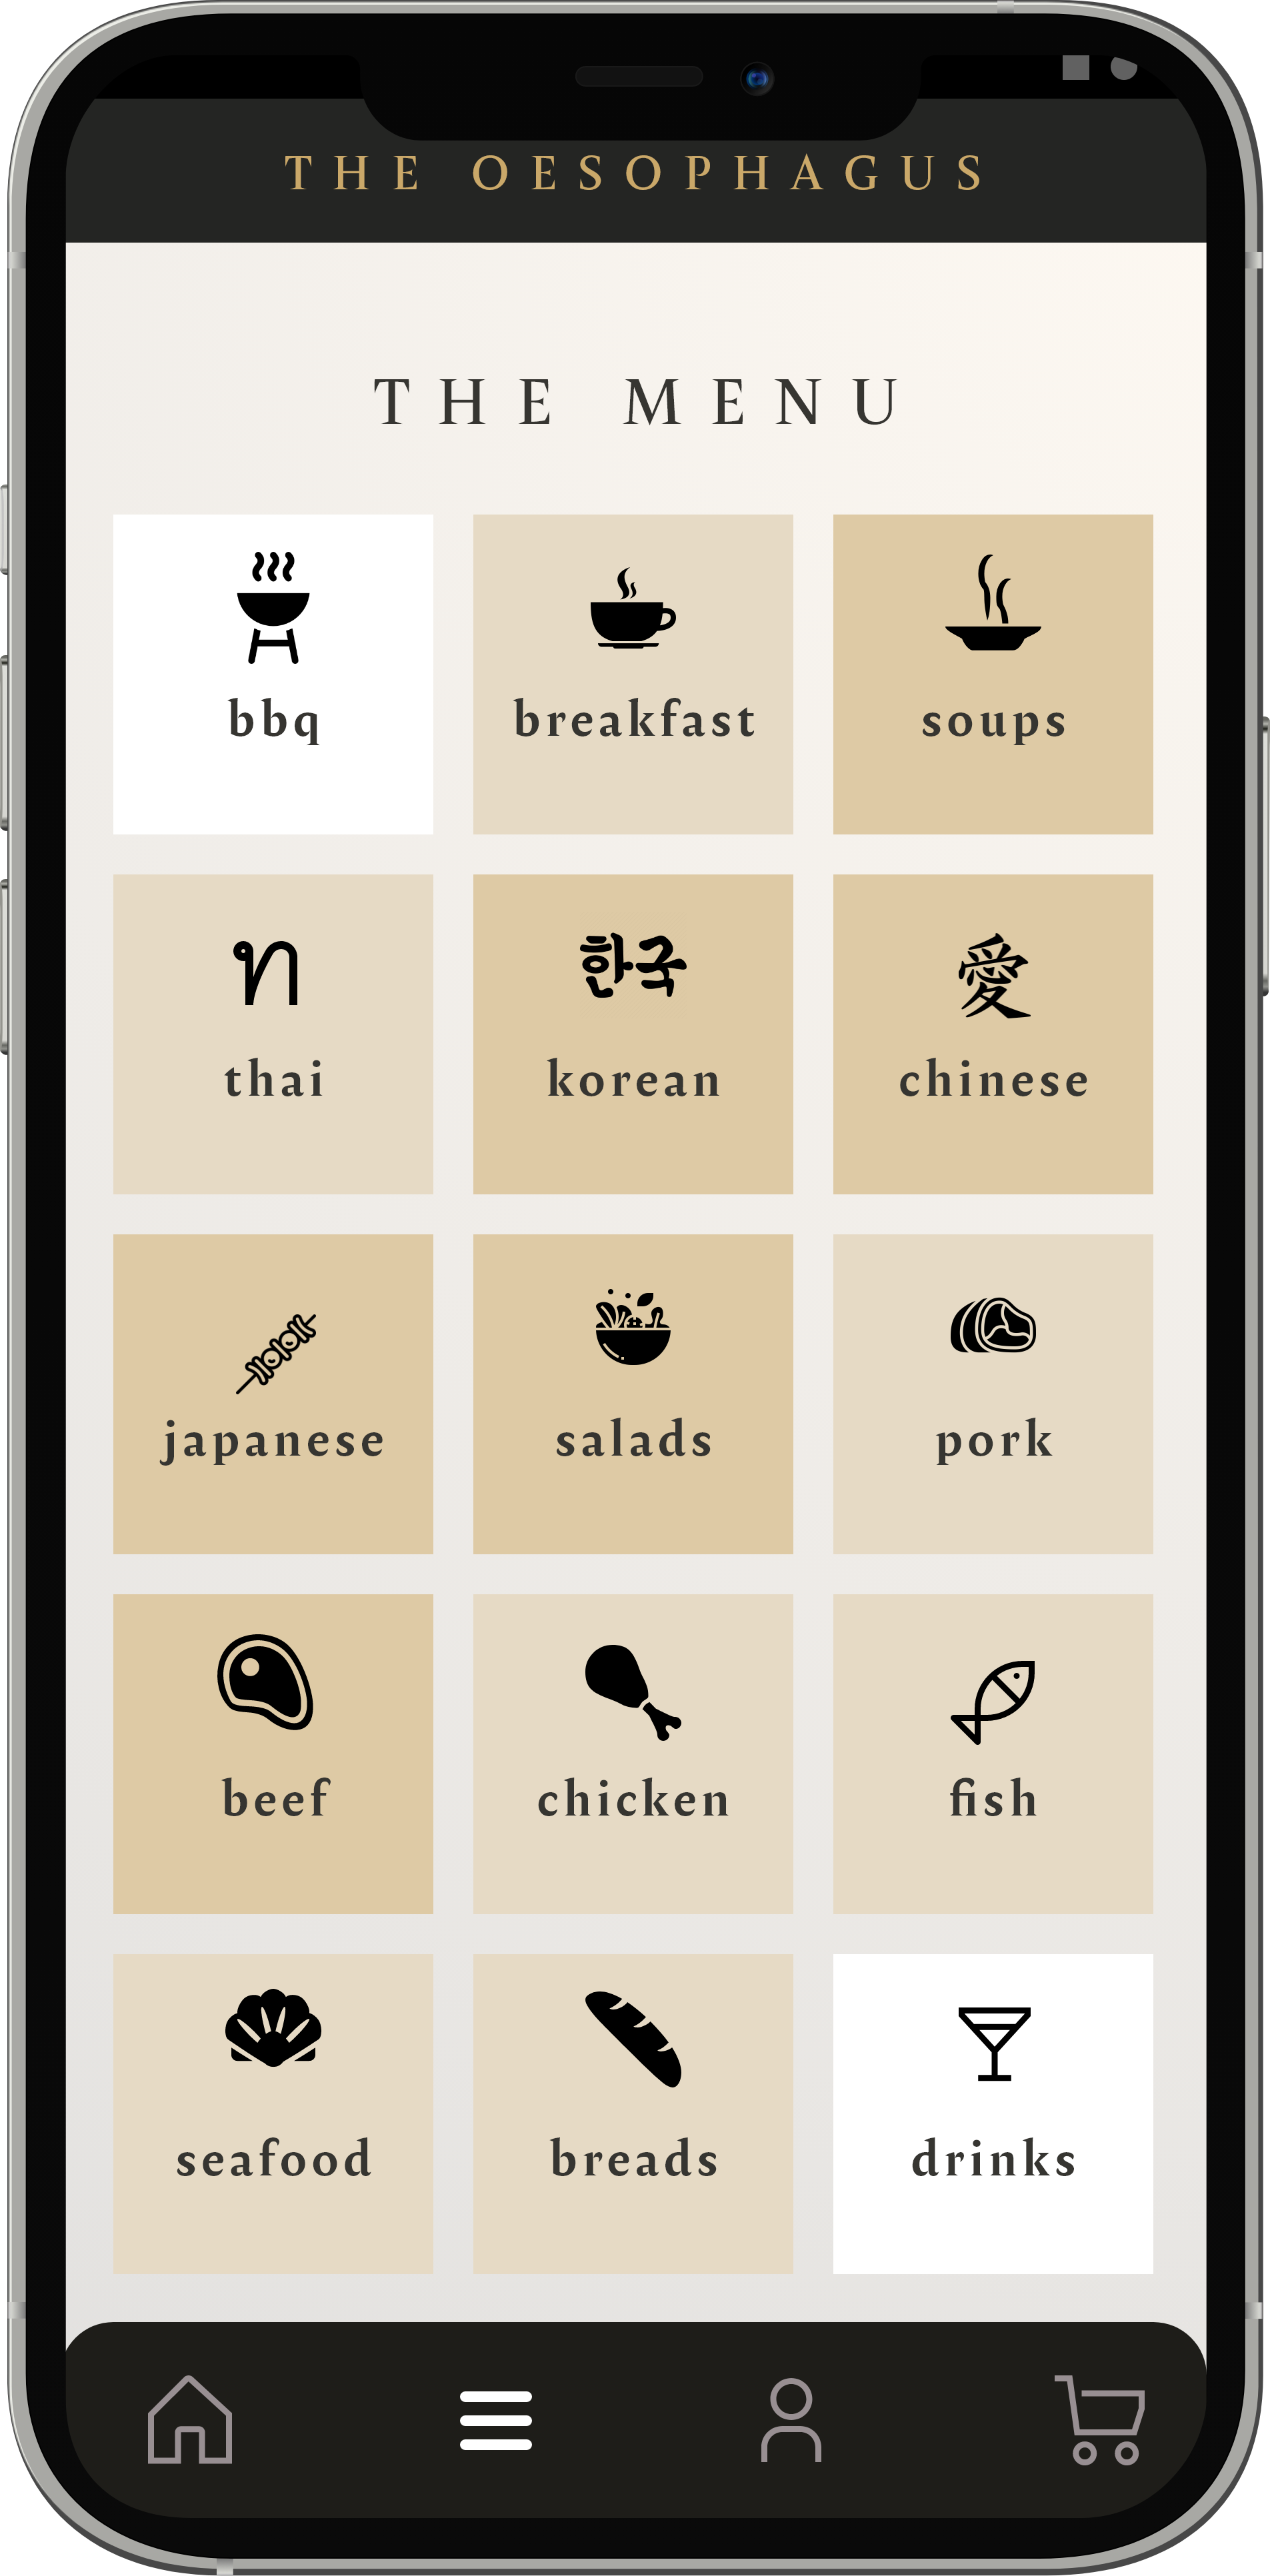 THE OESOPHAGUS
THE MENU
bbq
breakfast
soups
ท
한국
愛
thai
korean
chinese
japanese
salads
pork
beef
chicken
fish
seafood
breads
drinks